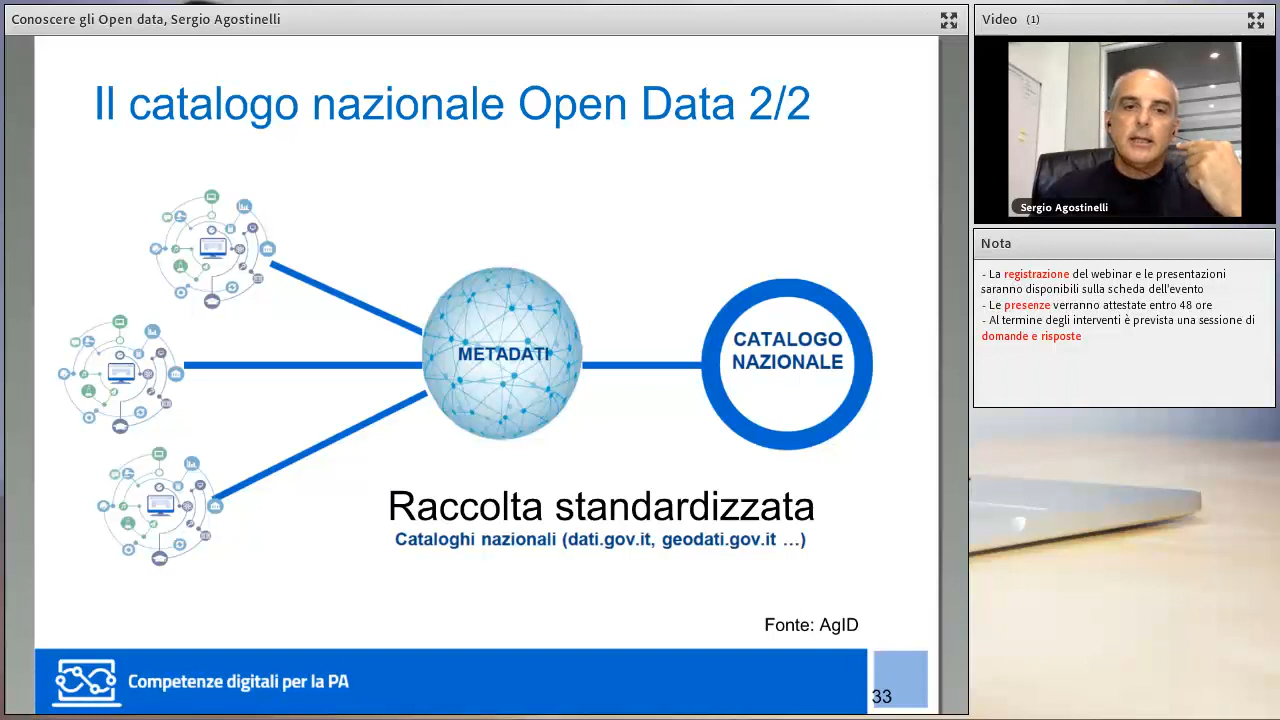 Conoscere gli Open data, Sergio Agostinelli
Il catalogo nazionale Open Data 2/2
METADATI
CATALOGO
NAZIONALE
Raccolta standardizzata
Cataloghi nazionali (dati.gov.it, geodati.gov.it ...)
Fonte: AgID
Competenze digitali per la PA
33
Video (1)
Sergio Agostinelli
Nota
- La registrazione del webinar e le presentazioni
saranno disponibili sulla scheda dell'evento
- Le presenze verranno attestate entro 48 ore
- Al termine degli interventi è prevista una sessione di
domande e risposte